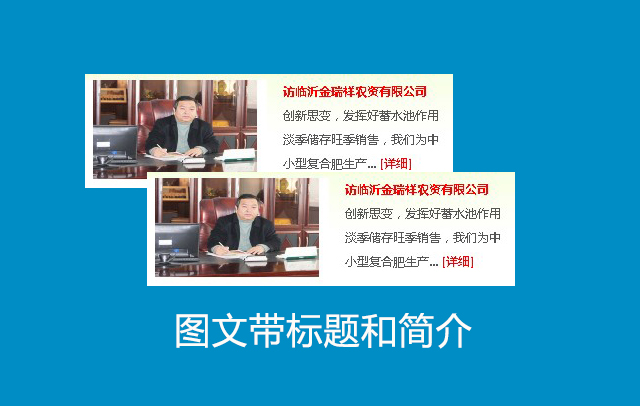 访临沂金瑞祥农资有限公司
创新思变，发挥好蓄水池作用
淡季储存旺季销售，我们为中
小型复合肥生产... [详细]
访临沂金瑞祥农资有限公司
创新思变，发挥好蓄水池作用
淡季储存旺季销售，我们为中
小型复合肥生产... [详细]
图文带标题和简介